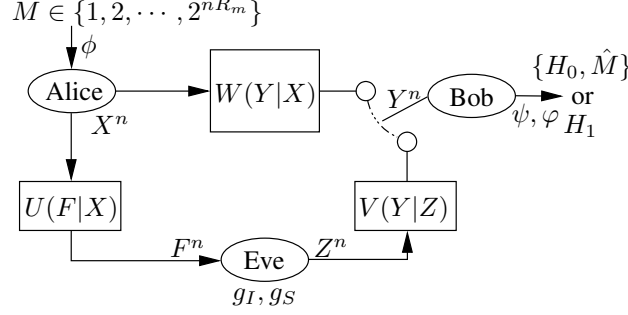 M ∈ {1, 2, ⋯ , 2^{nR_m}}
ϕ
Alice
X^n
W(Y|X)
Y^n
Bob
{H_0, M̂}
or
H_1
ψ, φ
U(F|X)
V(Y|Z)
F^n
Eve
Z^n
g_I, g_S